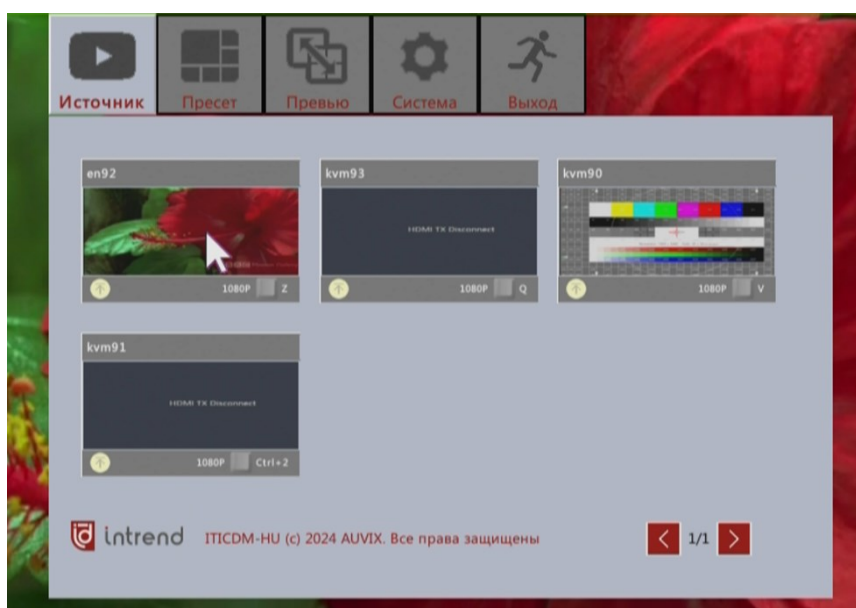 Источник
Пресет
Превью
Система
Выход
en92
kvm93
kvm90
HDMI TX Disconnect
1080P Z
1080P Q
1080P V
kvm91
HDMI TX Disconnect
1080P Ctrl+2
intrend ITICDM-HU (c) 2024 AUVIX. Все права защищены
1/1